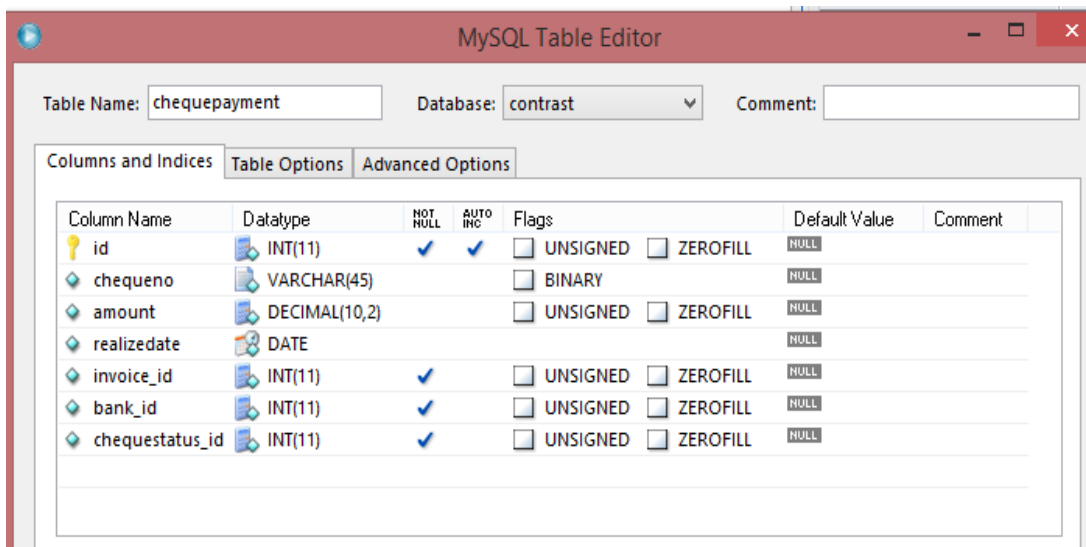 MySQL Table Editor
Table Name: chequepayment Database: contrast Comment:
Columns and Indices Table Options Advanced Options
Column Name Datatype NOT NULL AUTO INC Flags Default Value Comment
id INT(11) UNSIGNED ZEROFILL NULL
chequeno VARCHAR(45) BINARY NULL
amount DECIMAL(10,2) UNSIGNED ZEROFILL NULL
realizedate DATE NULL
invoice_id INT(11) UNSIGNED ZEROFILL NULL
bank_id INT(11) UNSIGNED ZEROFILL NULL
chequestatus_id INT(11) UNSIGNED ZEROFILL NULL